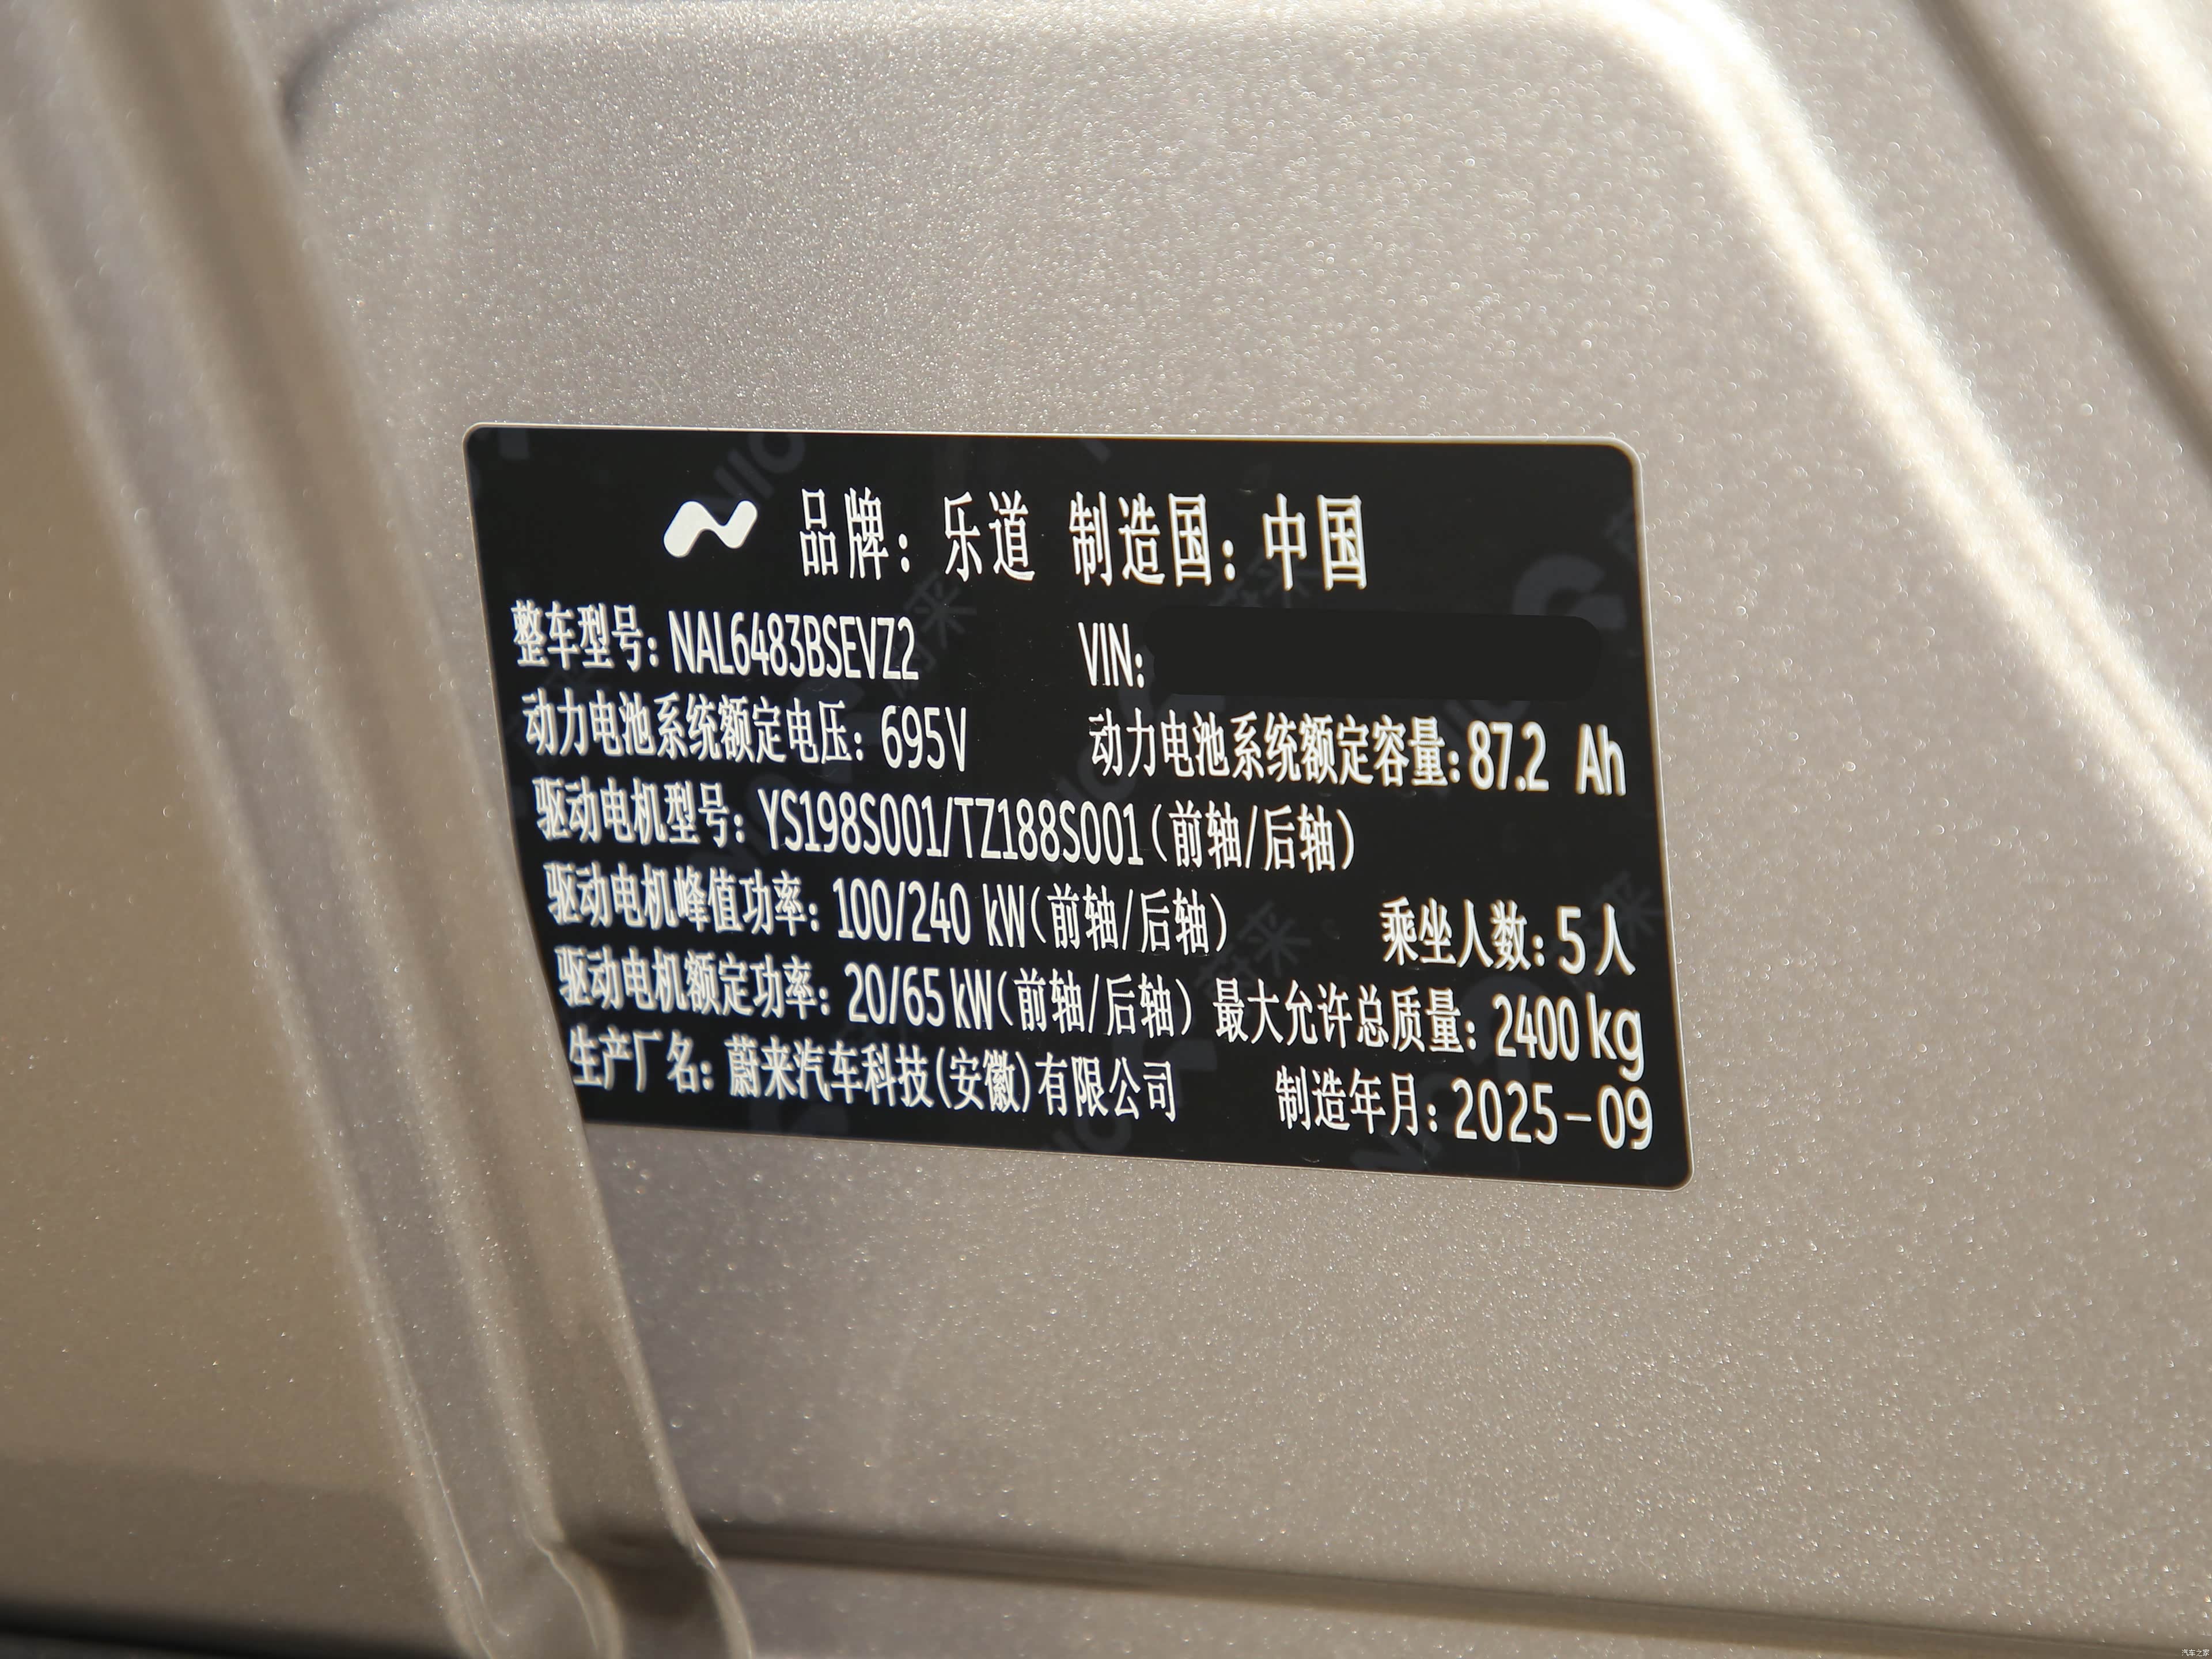 品牌：乐道 制造国：中国
整车型号：NAL6483BSEVZ2 VIN:
动力电池系统额定电压：695V 动力电池系统额定容量：87.2 Ah
驱动电机型号：YS198S001/TZ188S001（前轴/后轴）
驱动电机峰值功率：100/240 kW（前轴/后轴） 乘坐人数：5人
驱动电机额定功率：20/65 kW（前轴/后轴） 最大允许总质量：2400 kg
生产厂名：蔚来汽车科技(安徽)有限公司 制造年月：2025-09
汽车之家